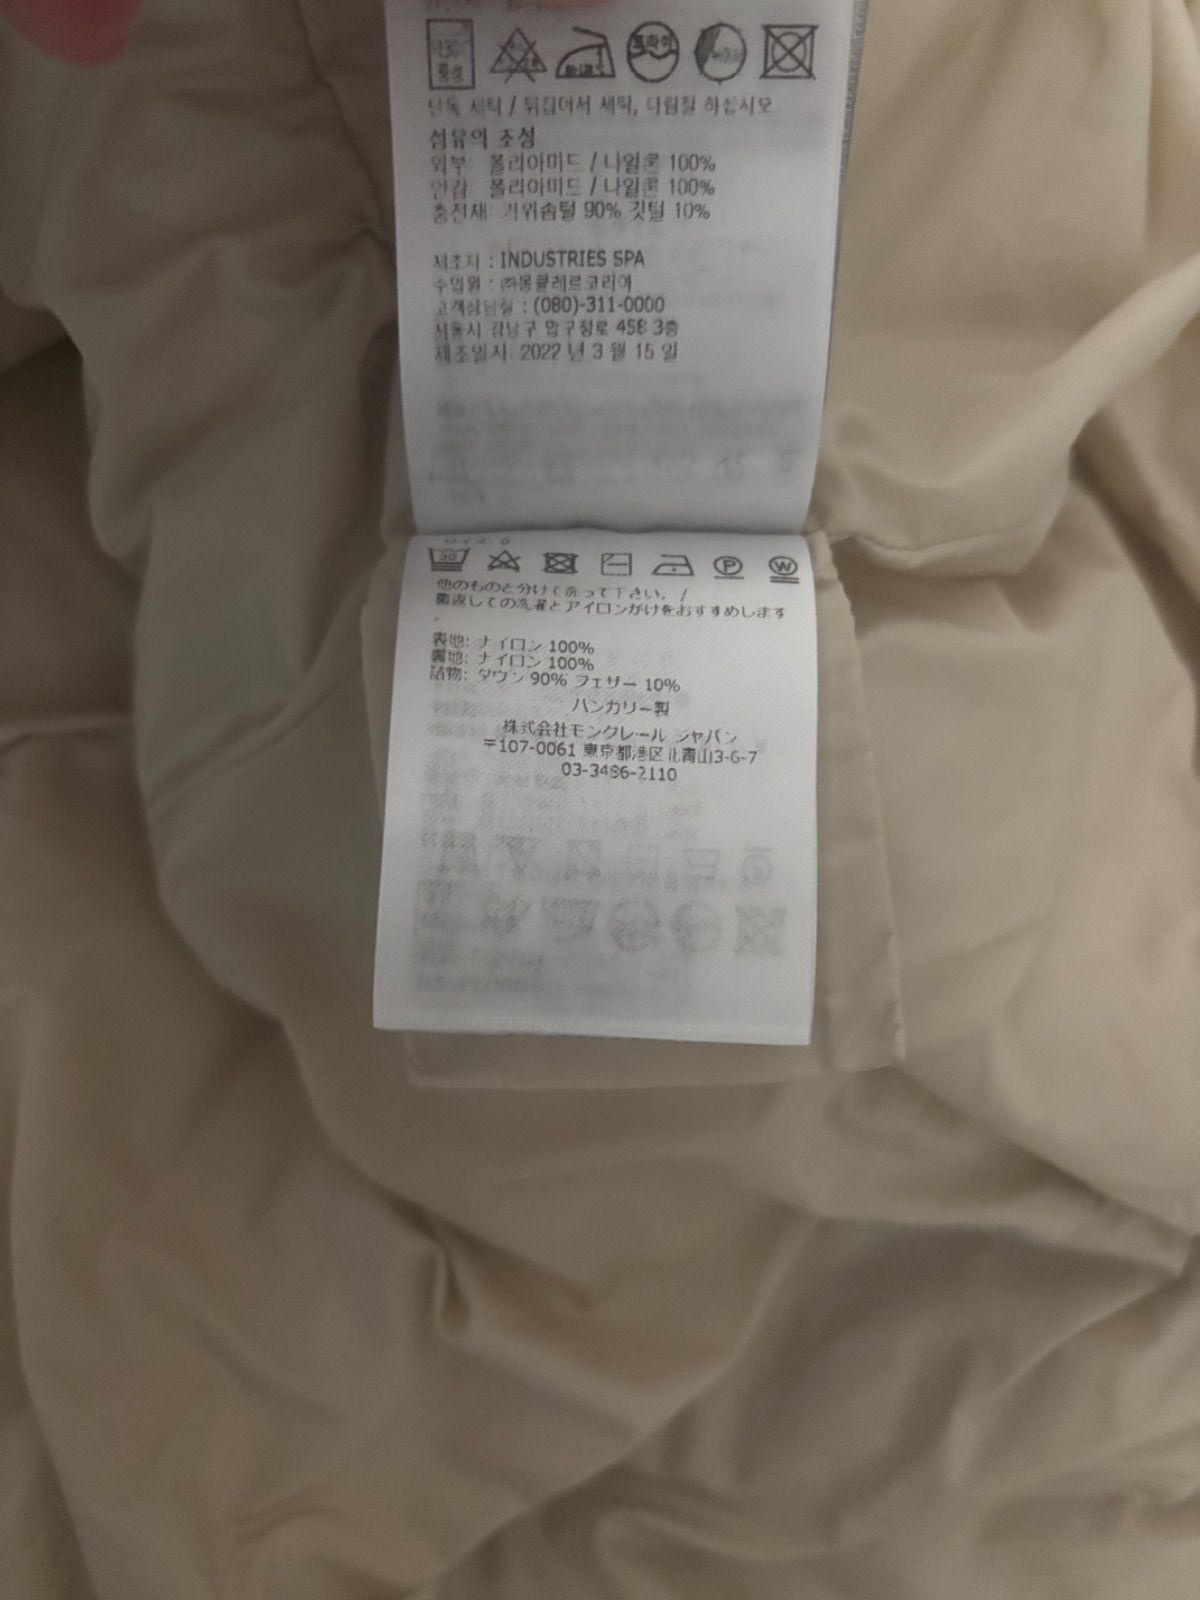 드라이
단독 세탁 / 뒤집어서 세탁, 다림질 하십시오
섬유의 조성
외부: 폴리아미드 / 나일론 100%
안감: 폴리아미드 / 나일론 100%
충전재: 거위솜털 90% 깃털 10%
제조자 : INDUSTRIES SPA
수입원 : ㈜몽클레르코리아
고객상담실 : (080)-311-0000
서울시 강남구 압구정로 458 3층
제조일자: 2022 년 3 월 15 일
サイズ: 0
30 P W
他のものと分けて洗って下さい。/
裏返しての洗濯とアイロンがけをおすすめします
表地: ナイロン 100%
裏地: ナイロン 100%
詰物: ダウン 90% フェザー 10%
ハンガリー製
株式会社モンクレール ジャパン
〒107-0061 東京都港区北青山3-6-7
03-3486-2110